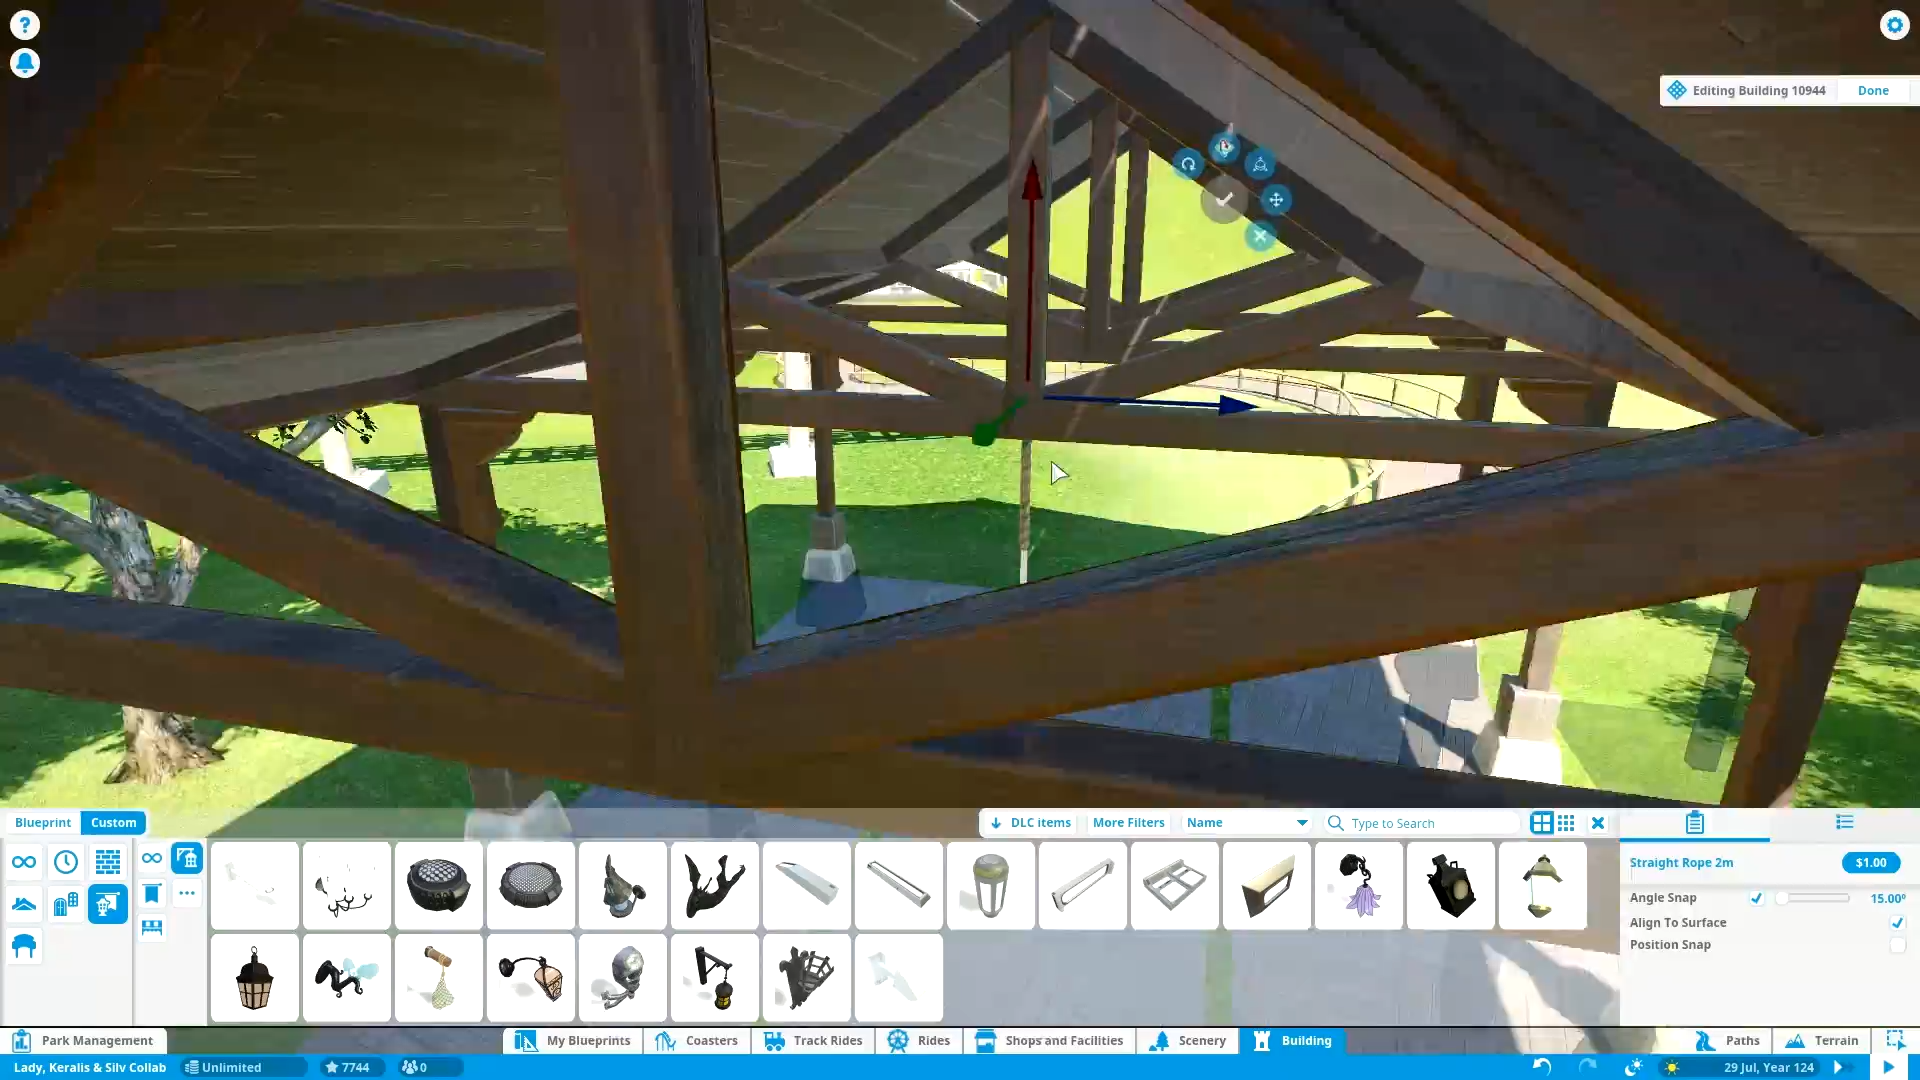 ?
Editing Building 10944
Done
Blueprint
Custom
DLC items
More Filters
Name
Type to Search
Straight Rope 2m
$1.00
Angle Snap
15.00°
Align To Surface
Position Snap
Park Management
My Blueprints
Coasters
Track Rides
Rides
Shops and Facilities
Scenery
Building
Paths
Terrain
Lady, Keralis & Silv Collab
Unlimited
7744
0
29 Jul, Year 124